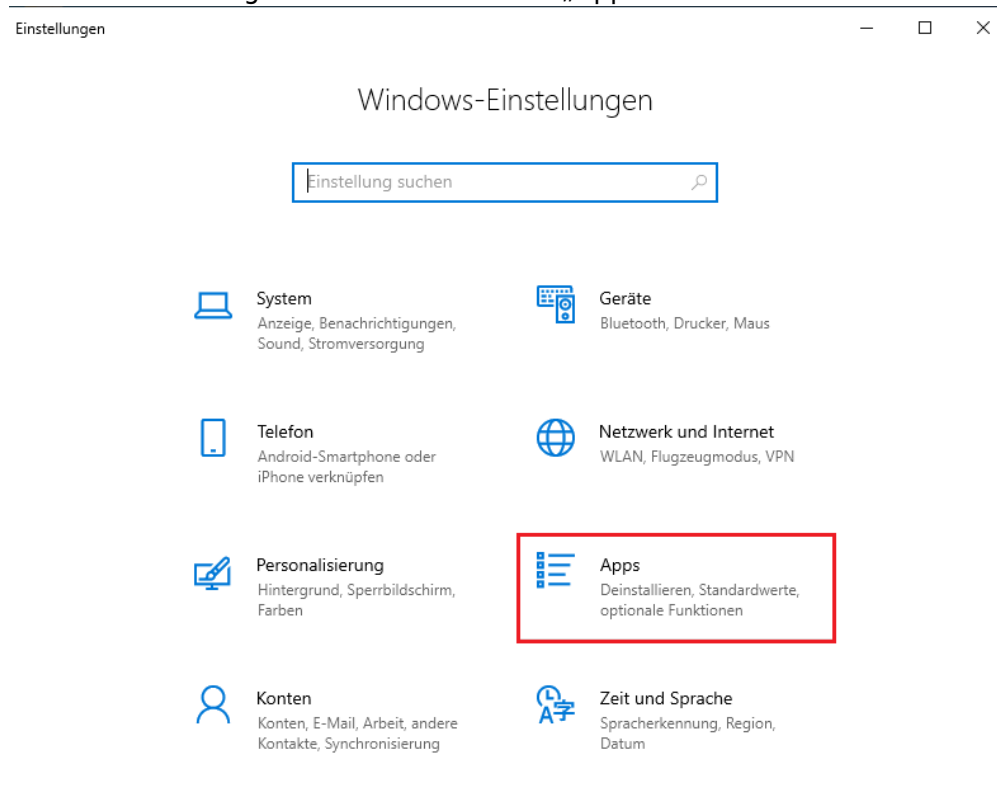 Einstellungen
Windows-Einstellungen
Einstellung suchen
System
Anzeige, Benachrichtigungen,
Sound, Stromversorgung
Geräte
Bluetooth, Drucker, Maus
Telefon
Android-Smartphone oder
iPhone verknüpfen
Netzwerk und Internet
WLAN, Flugzeugmodus, VPN
Personalisierung
Hintergrund, Sperrbildschirm,
Farben
Apps
Deinstallieren, Standardwerte,
optionale Funktionen
Konten
Konten, E-Mail, Arbeit, andere
Kontakte, Synchronisierung
Zeit und Sprache
Spracherkennung, Region,
Datum